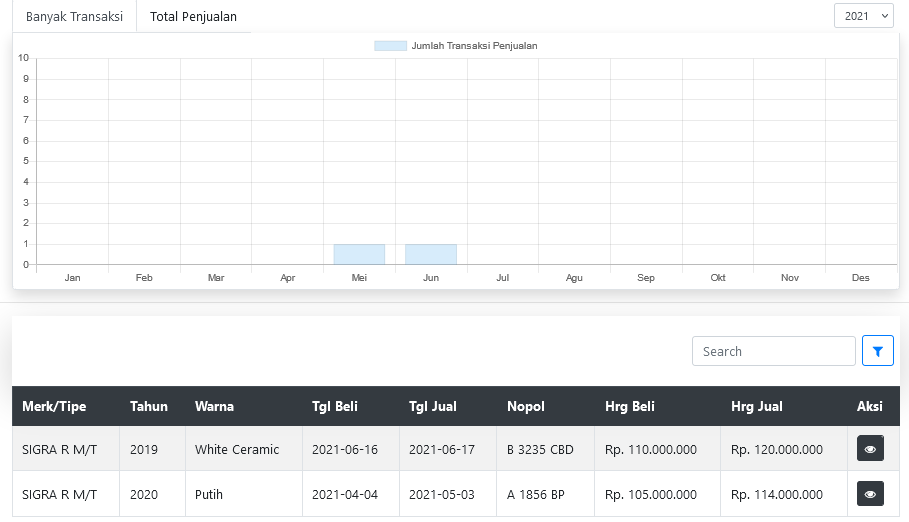 Banyak Transaksi Total Penjualan 2021
Jumlah Transaksi Penjualan
10
9
8
7
6
5
4
3
2
1
0
Jan Feb Mar Apr Mei Jun Jul Agu Sep Okt Nov Des
Search
Merk/Tipe Tahun Warna Tgl Beli Tgl Jual Nopol Hrg Beli Hrg Jual Aksi
SIGRA R M/T 2019 White Ceramic 2021-06-16 2021-06-17 B 3235 CBD Rp. 110.000.000 Rp. 120.000.000
SIGRA R M/T 2020 Putih 2021-04-04 2021-05-03 A 1856 BP Rp. 105.000.000 Rp. 114.000.000